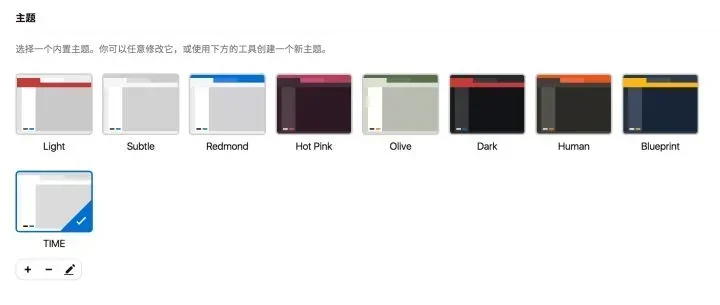 主题
选择一个内置主题。你可以任意修改它，或使用下方的工具创建一个新主题。
Light
Subtle
Redmond
Hot Pink
Olive
Dark
Human
Blueprint
TIME